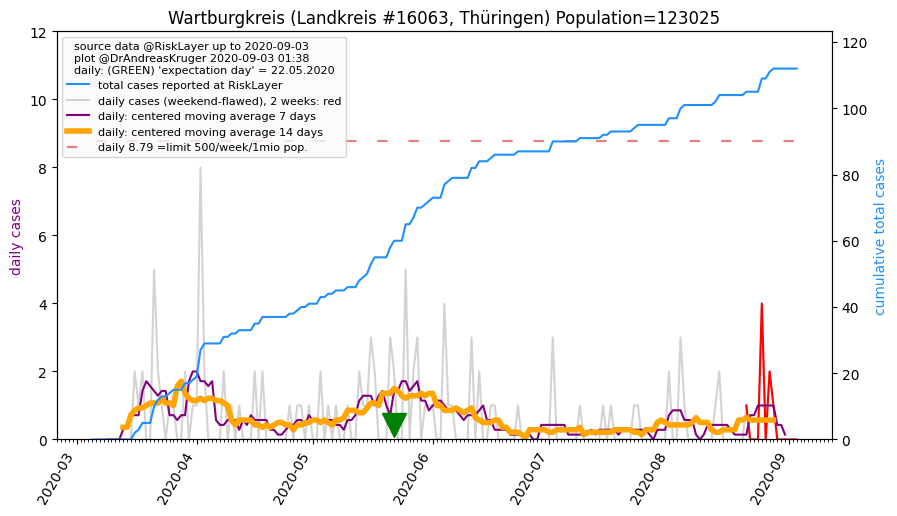 Wartburgkreis (Landkreis #16063, Thüringen) Population=123025
source data @RiskLayer up to 2020-09-03
plot @DrAndreasKruger 2020-09-03 01:38
daily: (GREEN) 'expectation day' = 22.05.2020
total cases reported at RiskLayer
daily cases (weekend-flawed), 2 weeks: red
daily: centered moving average 7 days
daily: centered moving average 14 days
daily 8.79 =limit 500/week/1mio pop.
daily cases
12
10
8
6
4
2
0
120
100
80
60
40
20
0
cumulative total cases
2020-03
2020-04
2020-05
2020-06
2020-07
2020-08
2020-09